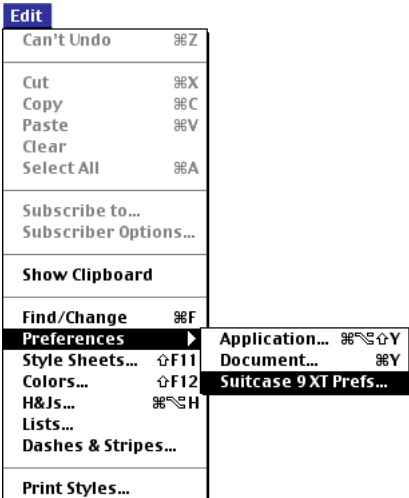 Edit
Can't Undo ⌘Z
Cut ⌘X
Copy ⌘C
Paste ⌘V
Clear
Select All ⌘A
Subscribe to...
Subscriber Options...
Show Clipboard
Find/Change ⌘F
Preferences ▶
Application... ⌘⌥⇧Y
Style Sheets... ⇧F11
Document... ⌘Y
Colors... ⇧F12
Suitcase 9 XT Prefs...
H&Js... ⌘⌥H
Lists...
Dashes & Stripes...
Print Styles...